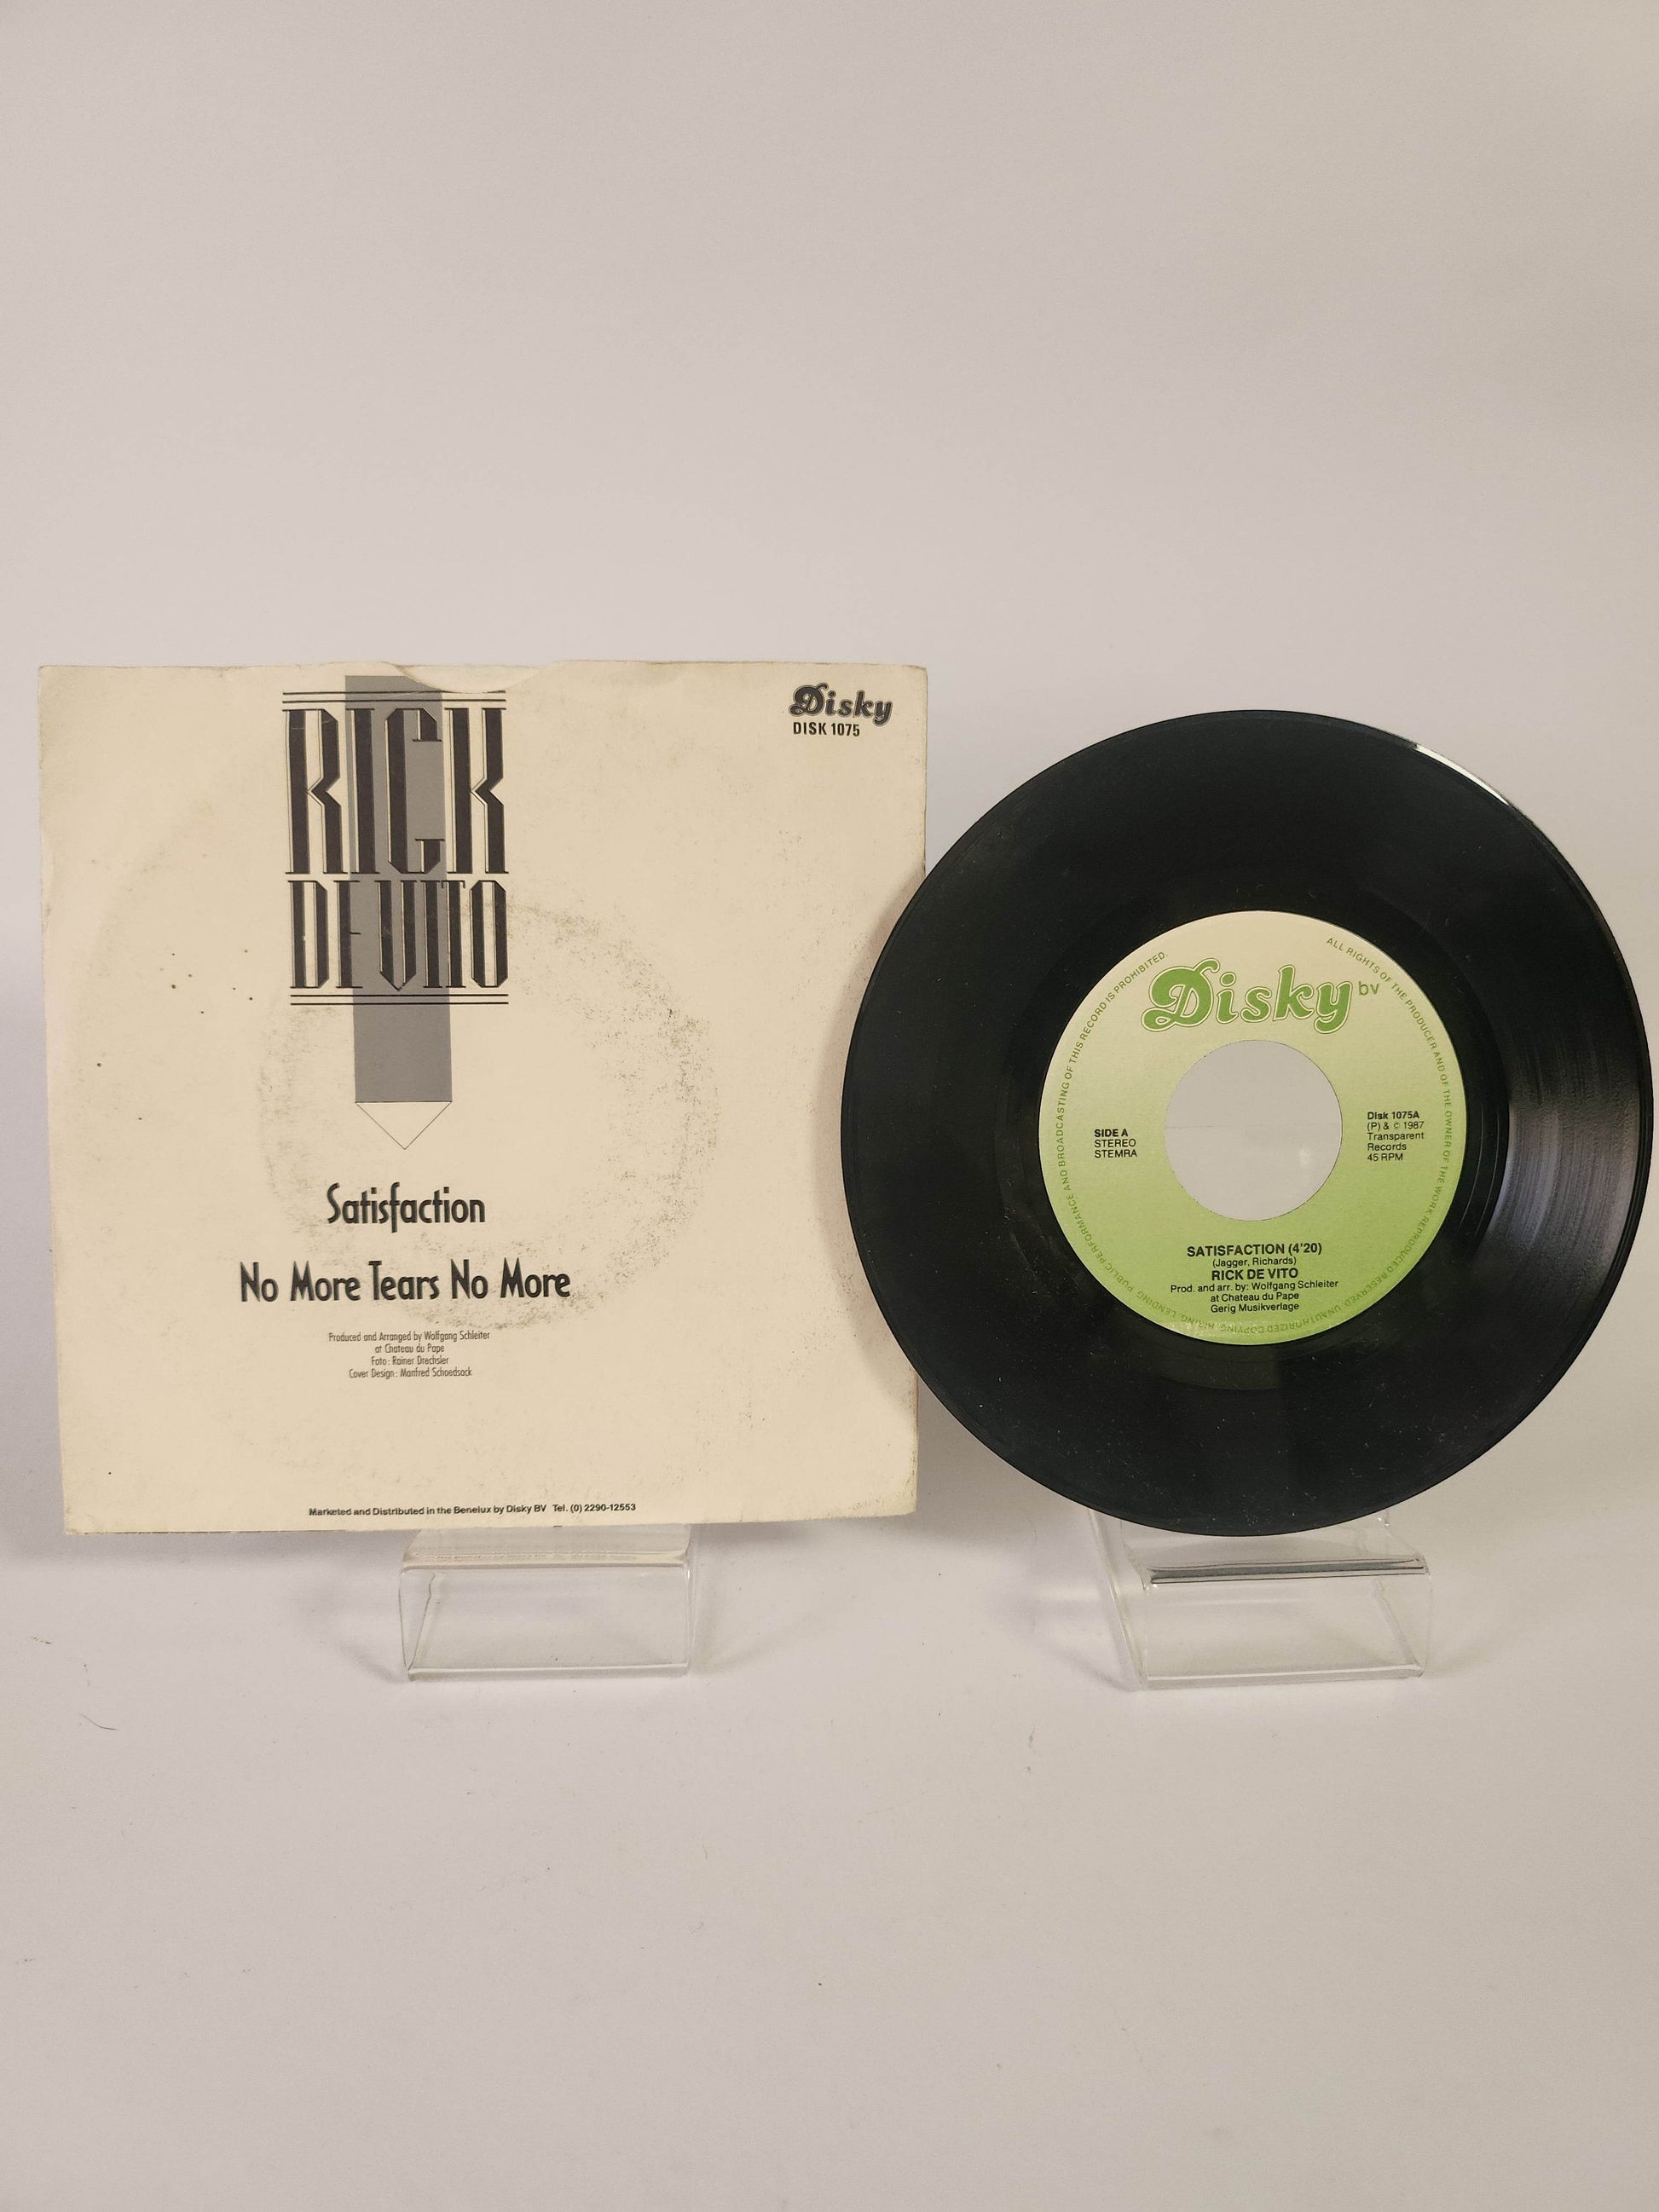 RICK
DE VITO
Disky
DISK 1075
Satisfaction
No More Tears No More
Produced and Arranged by Wolfgang Schleiter
at Chateau du Pape
Foto: Rainer Drechsler
Cover Design: Manfred Schoedsack
Marketed and Distributed in the Benelux by Disky BV Tel. (0) 2290-12553
Disky bv
ALL RIGHTS OF THE PRODUCER AND OF THE OWNER OF THE WORK REPRODUCED RESERVED. UNAUTHORIZED COPYING, HIRING, LENDING, PUBLIC PERFORMANCE AND BROADCASTING OF THIS RECORD IS PROHIBITED.
SIDE A
STEREO
STEMRA
Disk 1075A
(P) & © 1987
Transparent
Records
45 RPM
SATISFACTION (4'20)
(Jagger, Richards)
RICK DE VITO
Prod. and arr. by: Wolfgang Schleiter
at Chateau du Pape
Gerig Musikverlage